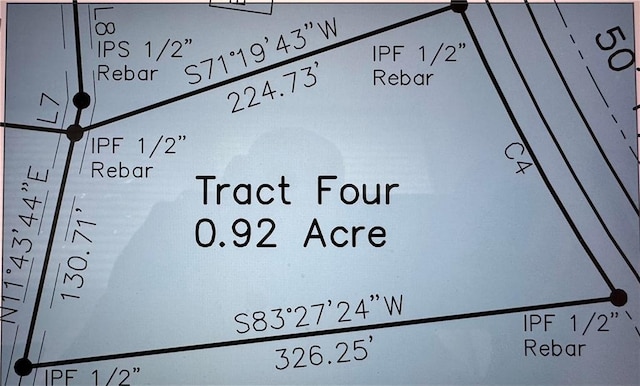 L8
IPS 1/2"
Rebar
S71°19'43"W
224.73'
IPF 1/2"
Rebar
50
L7
IPF 1/2"
Rebar
C4
Tract Four
0.92 Acre
N11°43'44"E
130.71'
S83°27'24"W
326.25'
IPF 1/2"
Rebar
IPF 1/2"